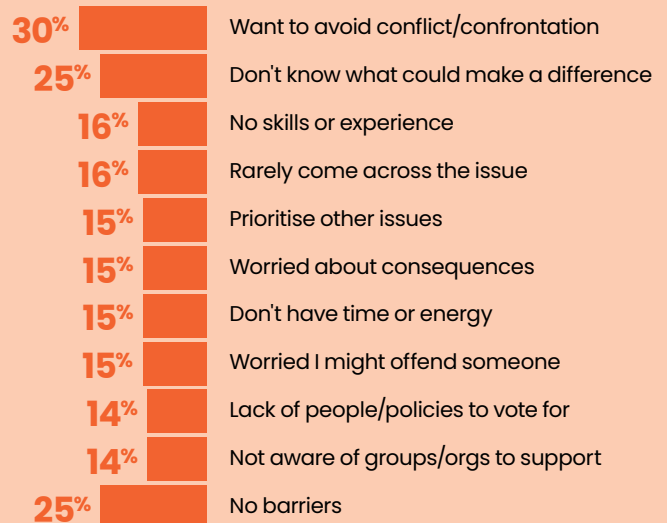 30% Want to avoid conflict/confrontation
25% Don't know what could make a difference
16% No skills or experience
16% Rarely come across the issue
15% Prioritise other issues
15% Worried about consequences
15% Don't have time or energy
15% Worried I might offend someone
14% Lack of people/policies to vote for
14% Not aware of groups/orgs to support
25% No barriers